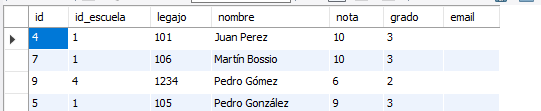 id id_escuela legajo nombre nota grado email
4 1 101 Juan Perez 10 3
7 1 106 Martín Bossio 10 3
9 4 1234 Pedro Gómez 6 2
5 1 105 Pedro González 9 3